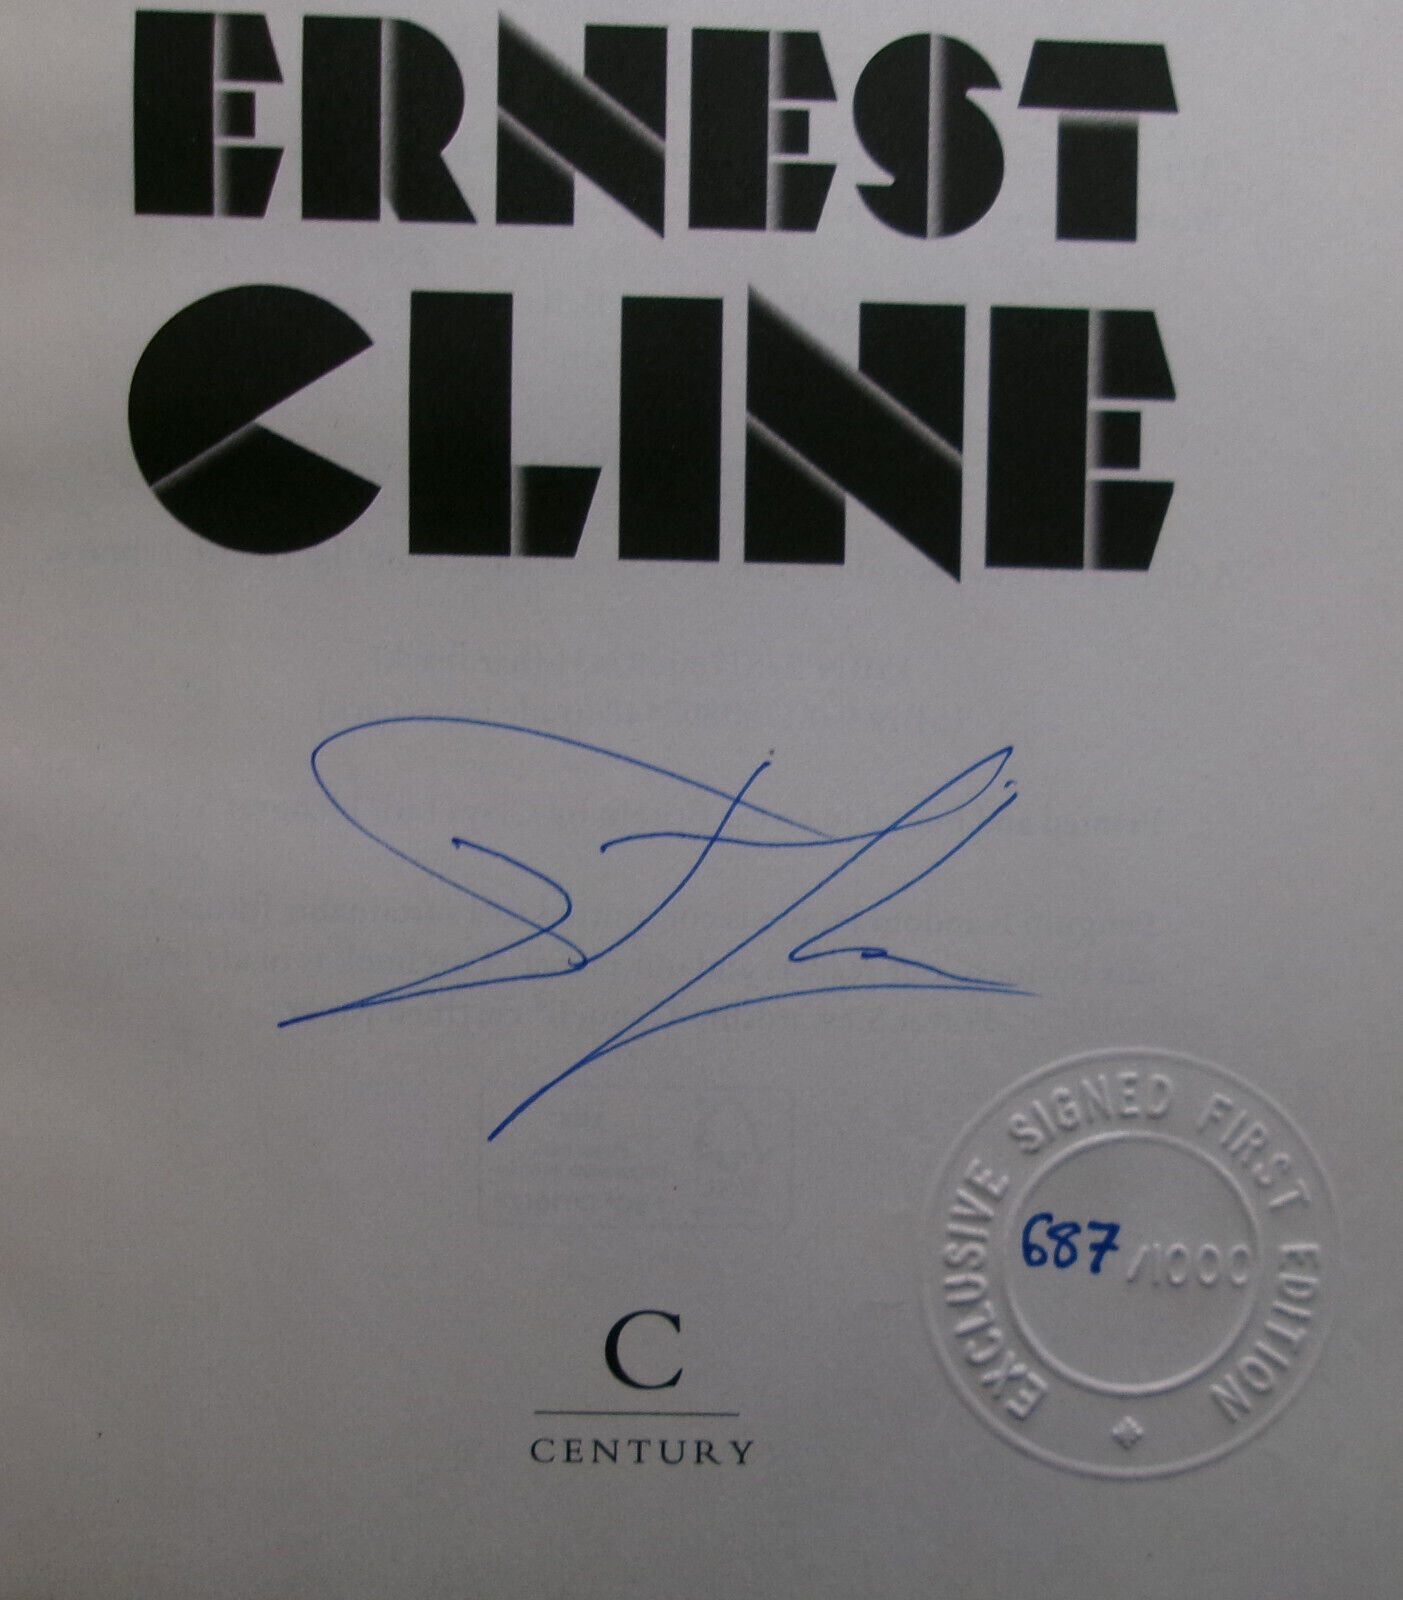 ERNEST
CLINE
EXCLUSIVE SIGNED FIRST EDITION
687/1000
C
CENTURY